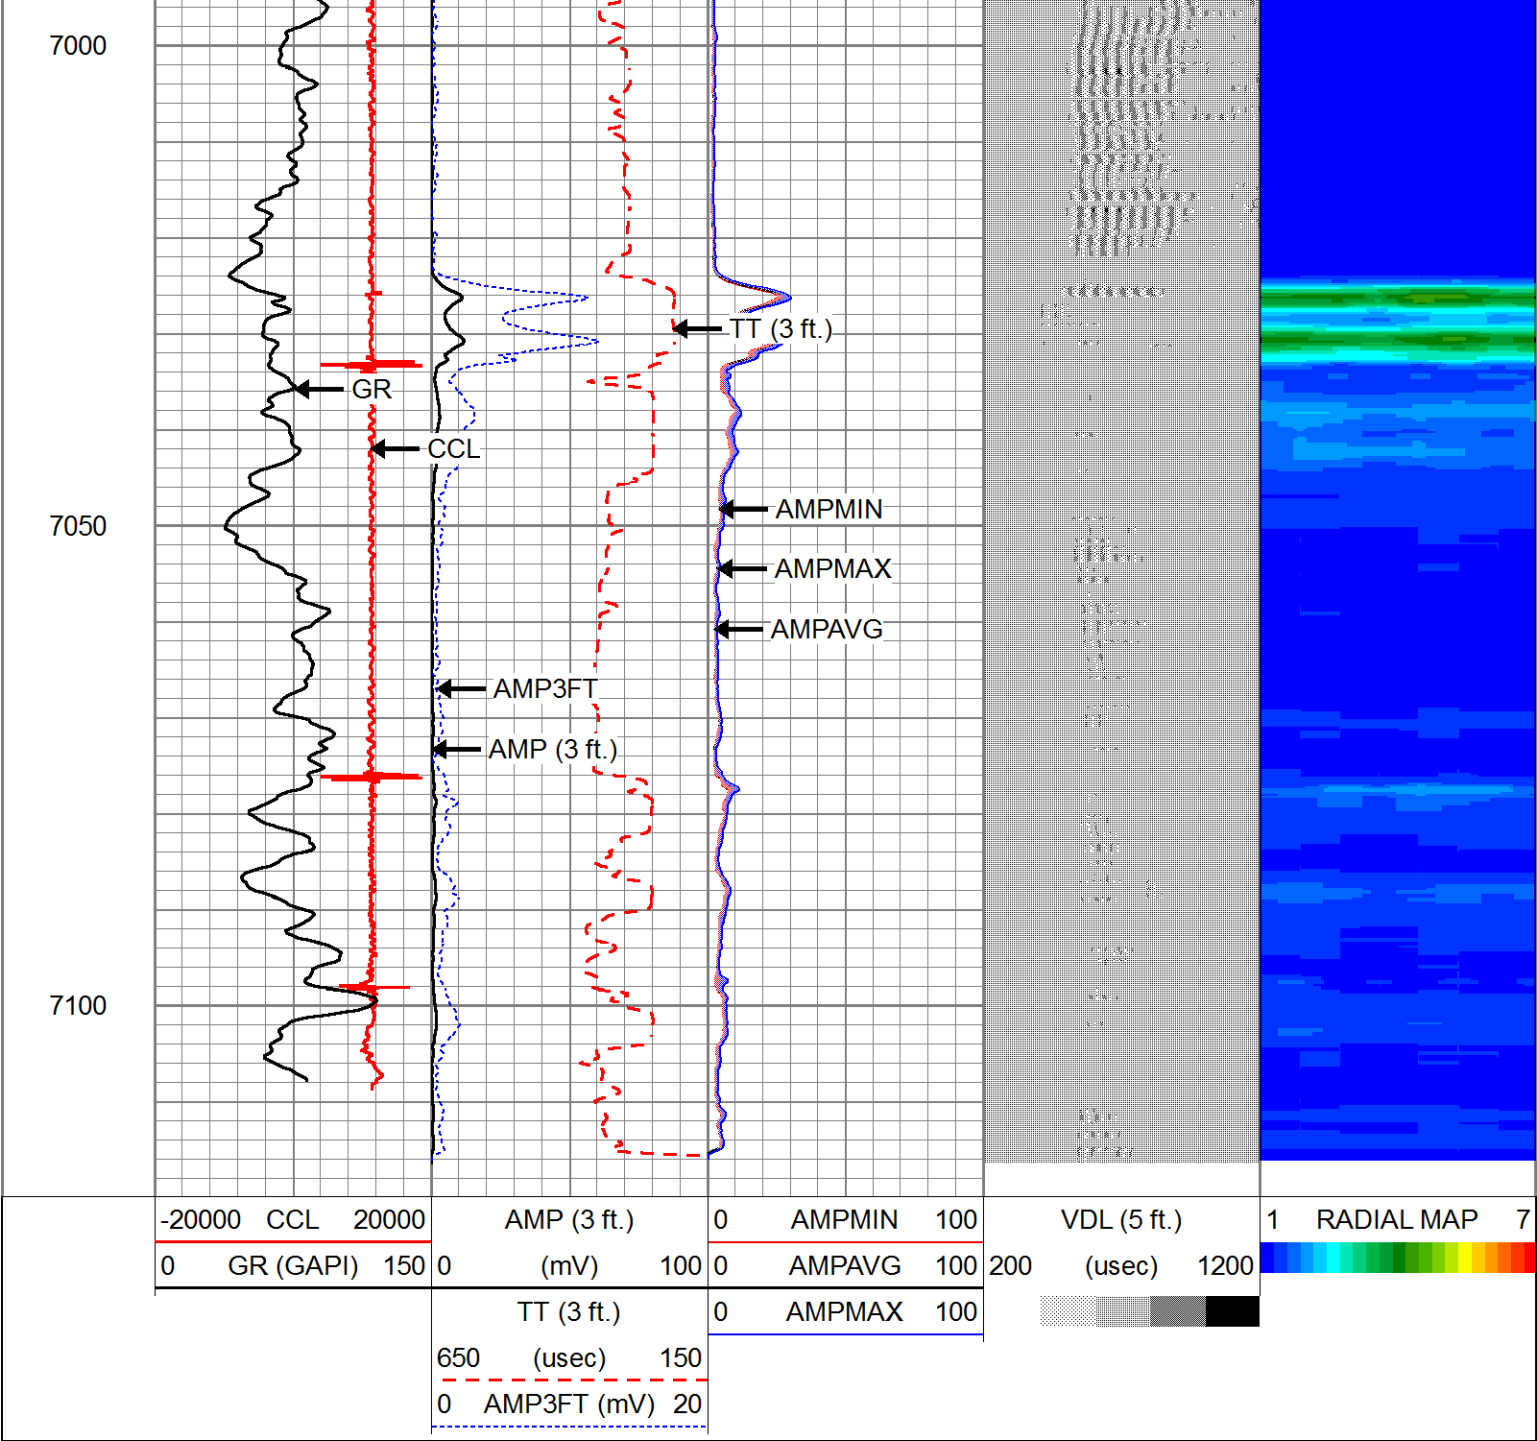 7000
TT (3 ft.)
GR
CCL
AMPMIN
7050
AMPMAX
AMPAVG
AMP3FT
AMP (3 ft.)
7100
-20000 CCL 20000 AMP (3 ft.) 0 AMPMIN 100 VDL (5 ft.) 1 RADIAL MAP 7
0 GR (GAPI) 150 0 (mV) 100 0 AMPAVG 100 200 (usec) 1200
TT (3 ft.) 0 AMPMAX 100
650 (usec) 150
0 AMP3FT (mV) 20